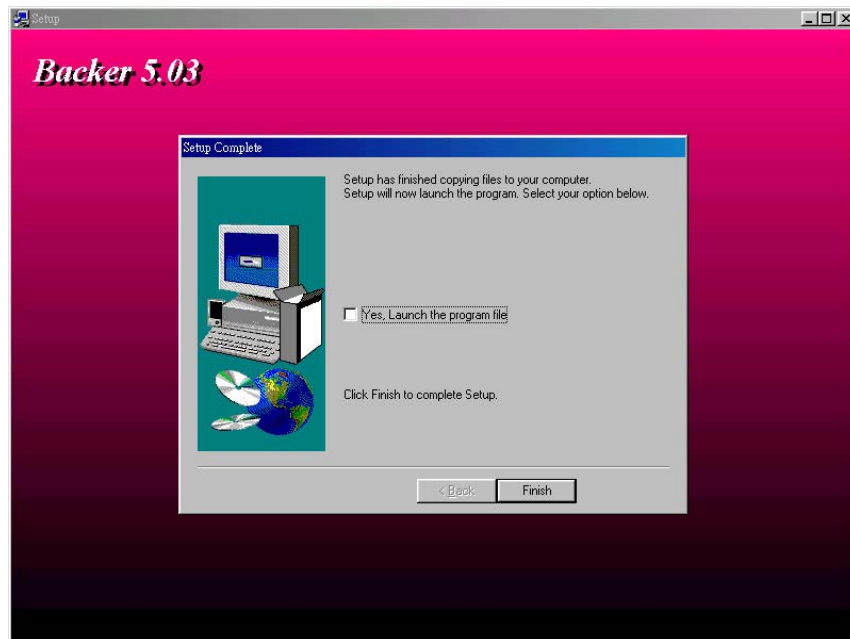 Setup
Backer 5.03
Setup Complete
Setup has finished copying files to your computer.
Setup will now launch the program. Select your option below.
Yes, Launch the program file
Click Finish to complete Setup.
< Back
Finish